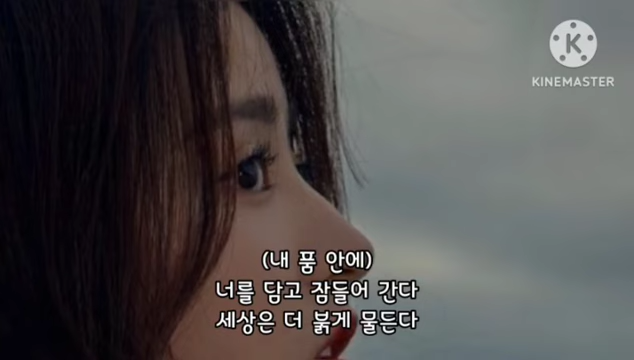 KINEMASTER
(내 품 안에)
너를 담고 잠들어 간다
세상은 더 붉게 물든다